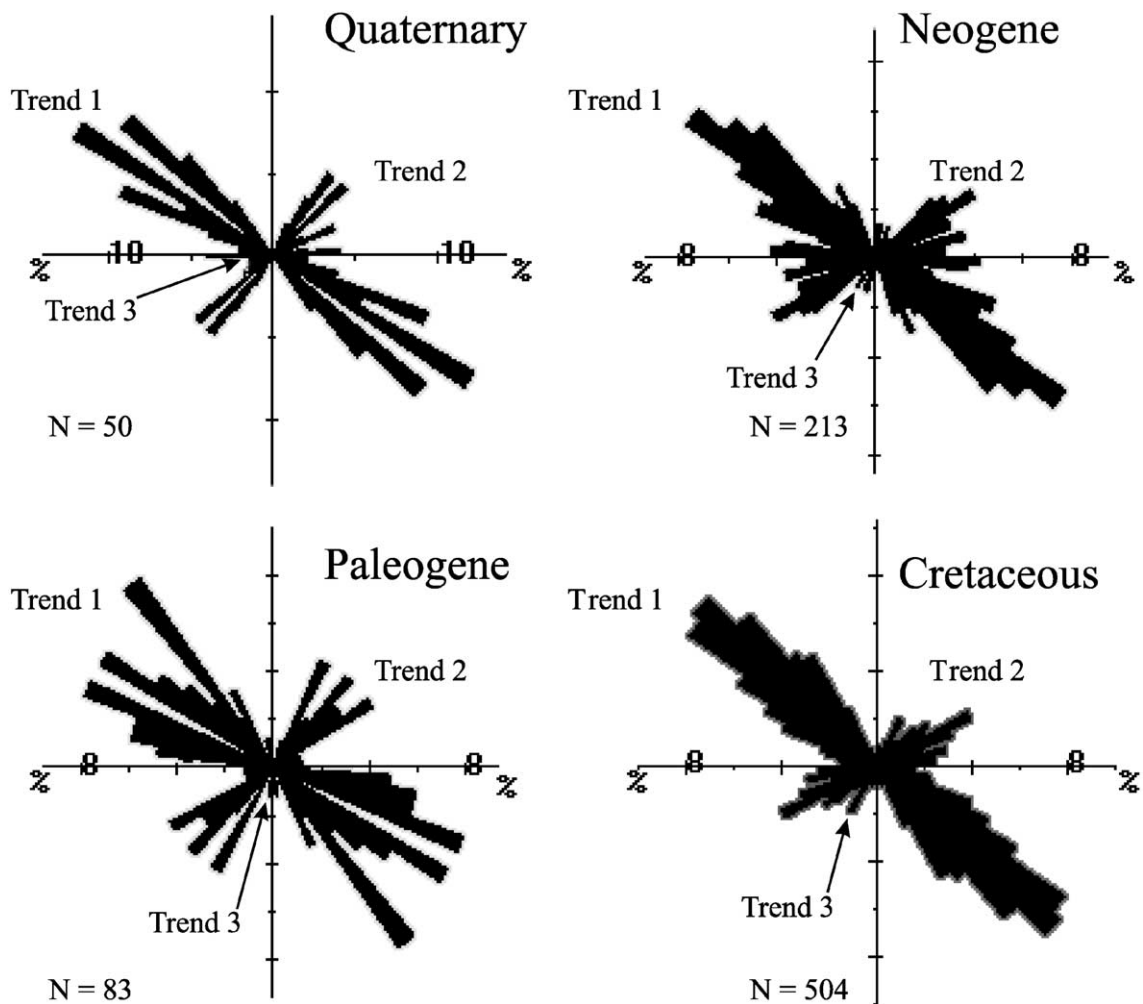 Quaternary
Trend 1
Trend 2
10
10
%
%
Trend 3
N = 50
Neogene
Trend 1
Trend 2
8
8
%
%
Trend 3
N = 213
Paleogene
Trend 1
Trend 2
8
8
%
%
Trend 3
N = 83
Cretaceous
Trend 1
Trend 2
8
8
%
%
Trend 3
N = 504